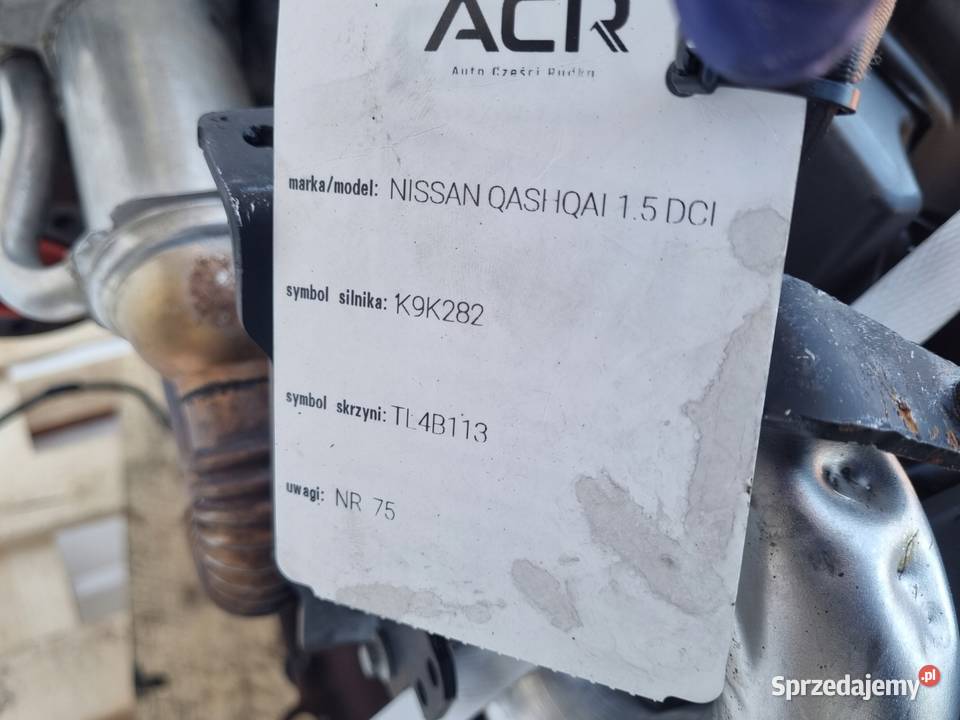 ACR
Auto Części Rudka
marka/model: NISSAN QASHQAI 1.5 DCI
symbol silnika: K9K282
symbol skrzyni: TL4B113
uwagi: NR 75
Sprzedajemy.pl